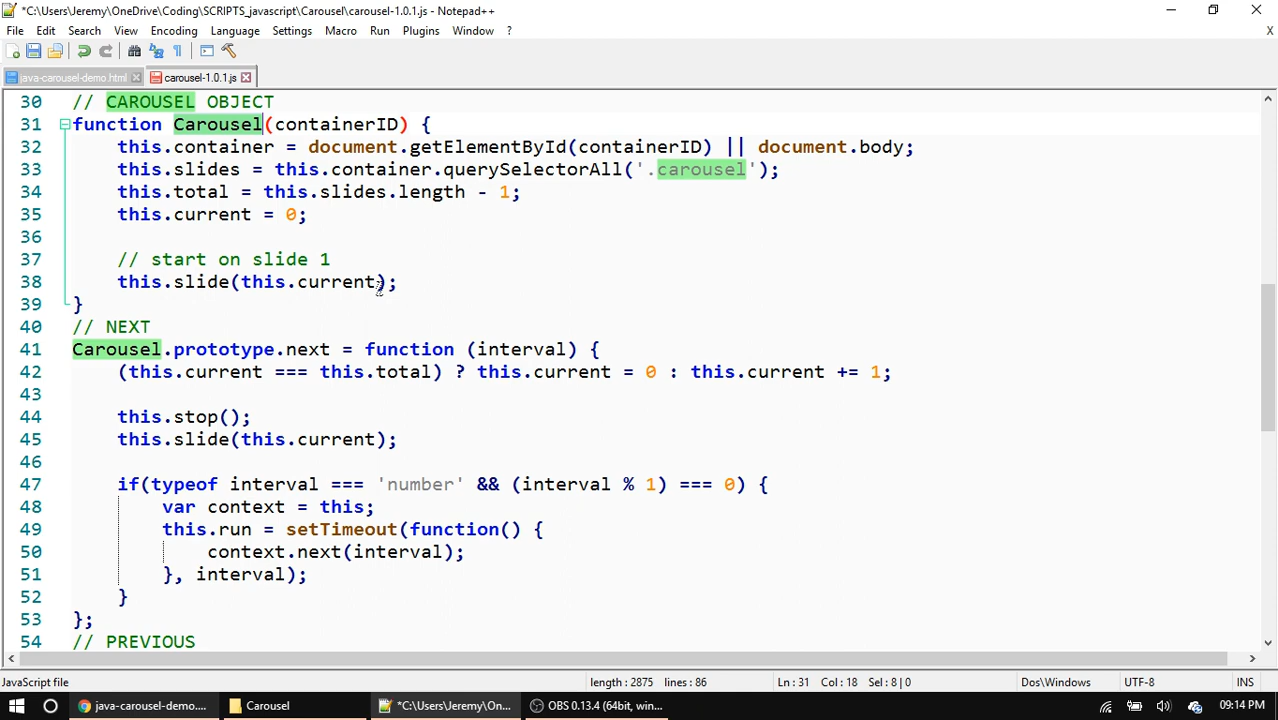 *C:\Users\Jeremy\OneDrive\Coding\SCRIPTS_javascript\Carousel\carousel-1.0.1.js - Notepad++
File Edit Search View Encoding Language Settings Macro Run Plugins Window ? X
java-carousel-demo.html carousel-1.0.1.js
30 // CAROUSEL OBJECT
31 function Carousel(containerID) {
32 this.container = document.getElementById(containerID) || document.body;
33 this.slides = this.container.querySelectorAll('.carousel');
34 this.total = this.slides.length - 1;
35 this.current = 0;
36
37 // start on slide 1
38 this.slide(this.current);
39 }
40 // NEXT
41 Carousel.prototype.next = function (interval) {
42 (this.current === this.total) ? this.current = 0 : this.current += 1;
43
44 this.stop();
45 this.slide(this.current);
46
47 if(typeof interval === 'number' && (interval % 1) === 0) {
48 var context = this;
49 this.run = setTimeout(function() {
50 context.next(interval);
51 }, interval);
52 }
53 };
54 // PREVIOUS
JavaScript file length : 2875 lines : 86 Ln : 31 Col : 18 Sel : 8 | 0 Dos\Windows UTF-8 INS
java-carousel-demo.... Carousel *C:\Users\Jeremy\On... OBS 0.13.4 (64bit, win... 09:14 PM